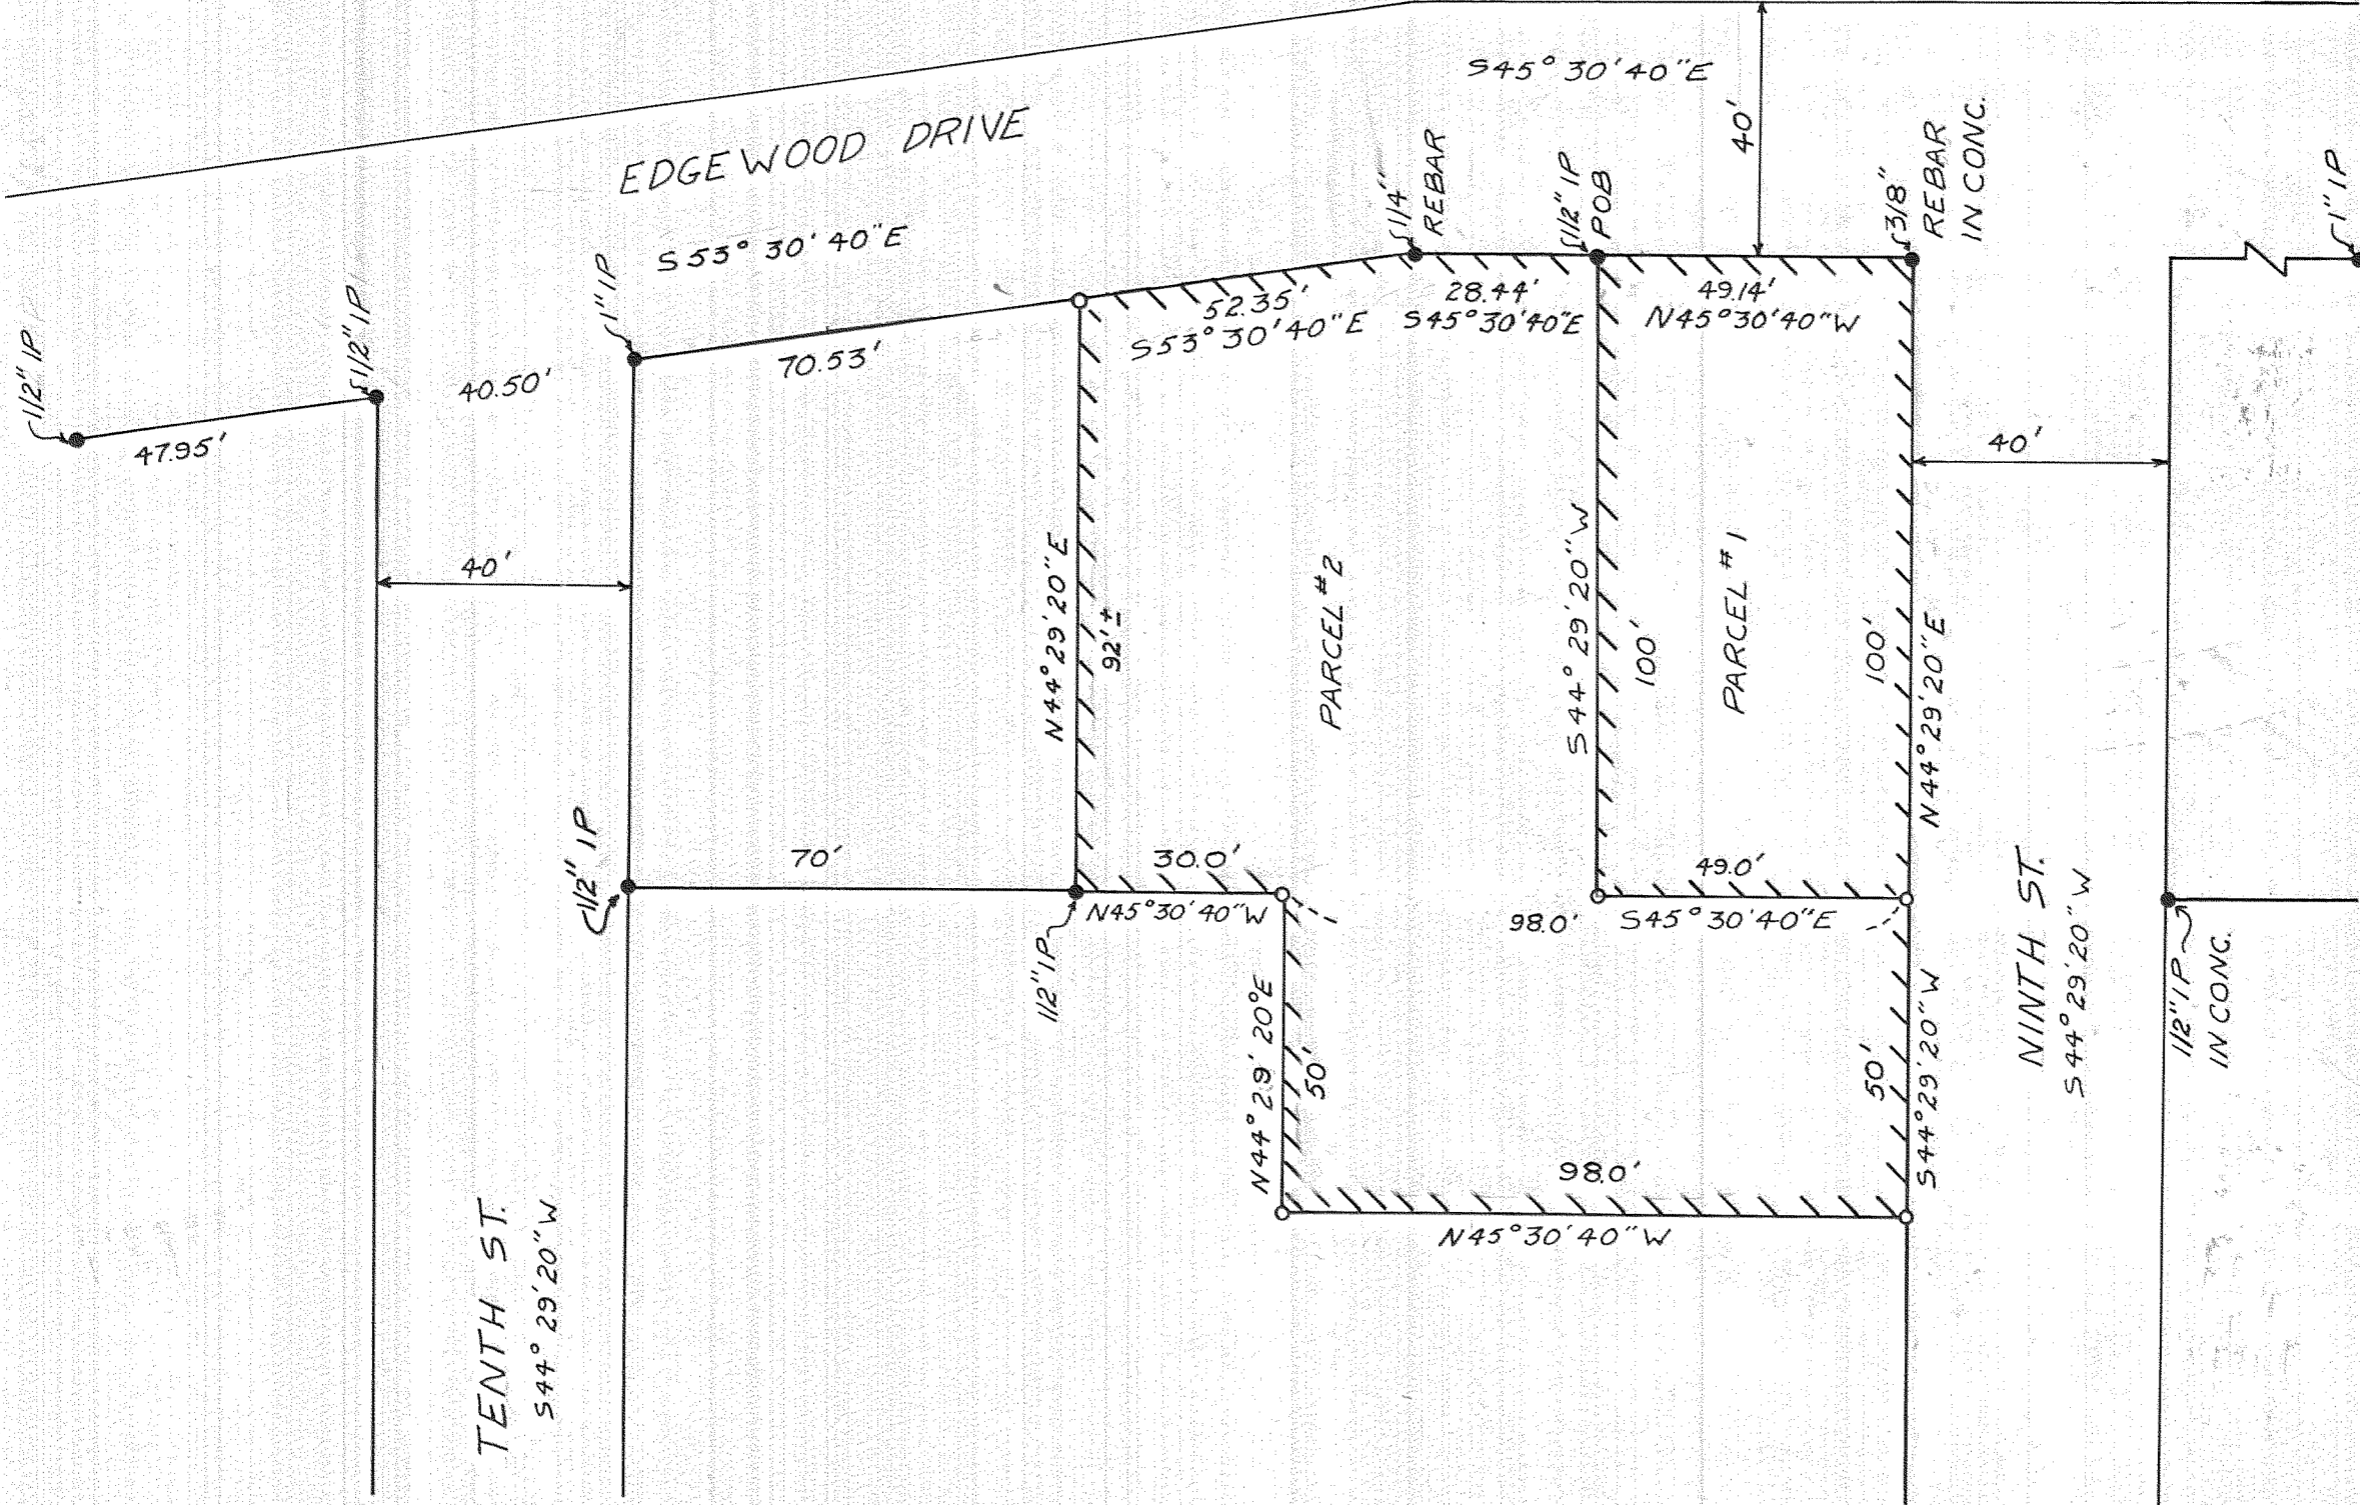 S45° 30' 40"E
40'
EDGEWOOD DRIVE
S 53° 30' 40"E
1/4"
REBAR
1/2" IP
POB
3/8"
REBAR
IN CONC.
1" IP
1/2" IP
47.95'
1/2" IP
40.50'
1" IP
70.53'
52.35'
S53° 30' 40"E
28.44'
S45° 30' 40"E
49.14'
N45° 30' 40"W
40'
40'
N44° 29' 20"E
92'±
PARCEL #2
S44° 29' 20"W
100'
PARCEL #1
100'
N44° 29' 20"E
1/2" IP
70'
30.0'
N45° 30' 40"W
1/2" IP
98.0'
49.0'
S45° 30' 40"E
N44° 29' 20°E
50'
50'
S44° 29' 20"W
NINTH ST.
S44° 29' 20"W
1/2" IP
IN CONC.
98.0'
N45° 30' 40"W
TENTH ST.
S44° 29' 20"W